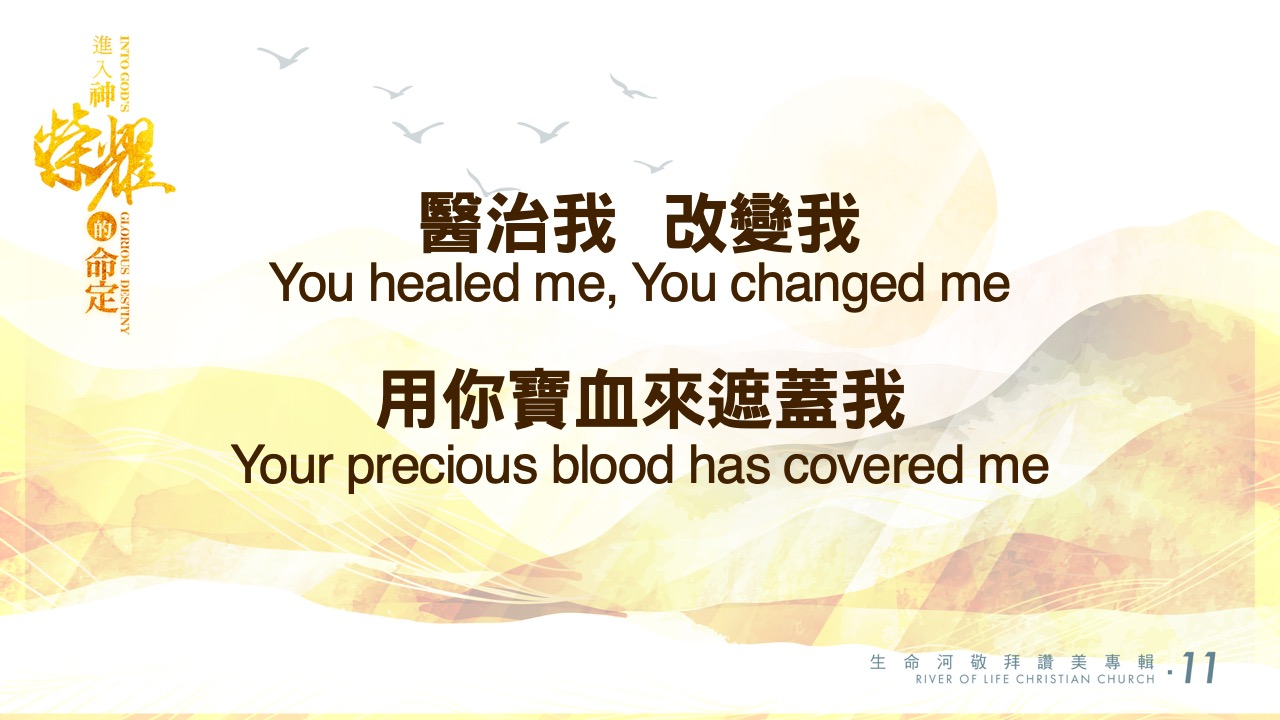 進入神
榮耀
的
命定
INTO GOD'S
GLORIOUS DESTINY
醫治我 改變我
You healed me, You changed me
用你寶血來遮蓋我
Your precious blood has covered me
生命河敬拜讚美專輯
RIVER OF LIFE CHRISTIAN CHURCH
·11